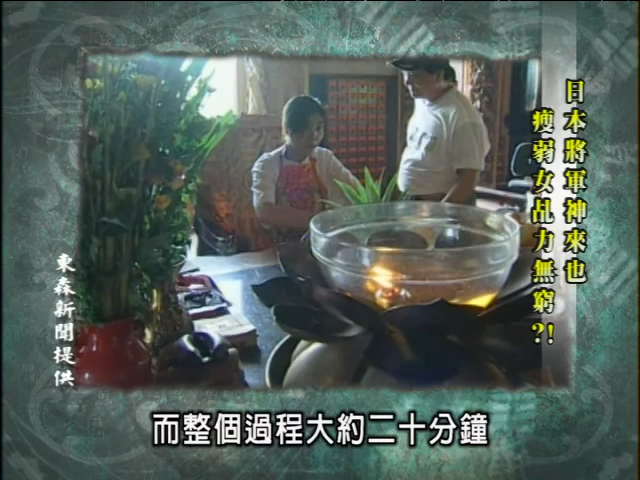 日本將軍神來也
瘦弱女乩力無窮?!
東森新聞提供
而整個過程大約二十分鐘